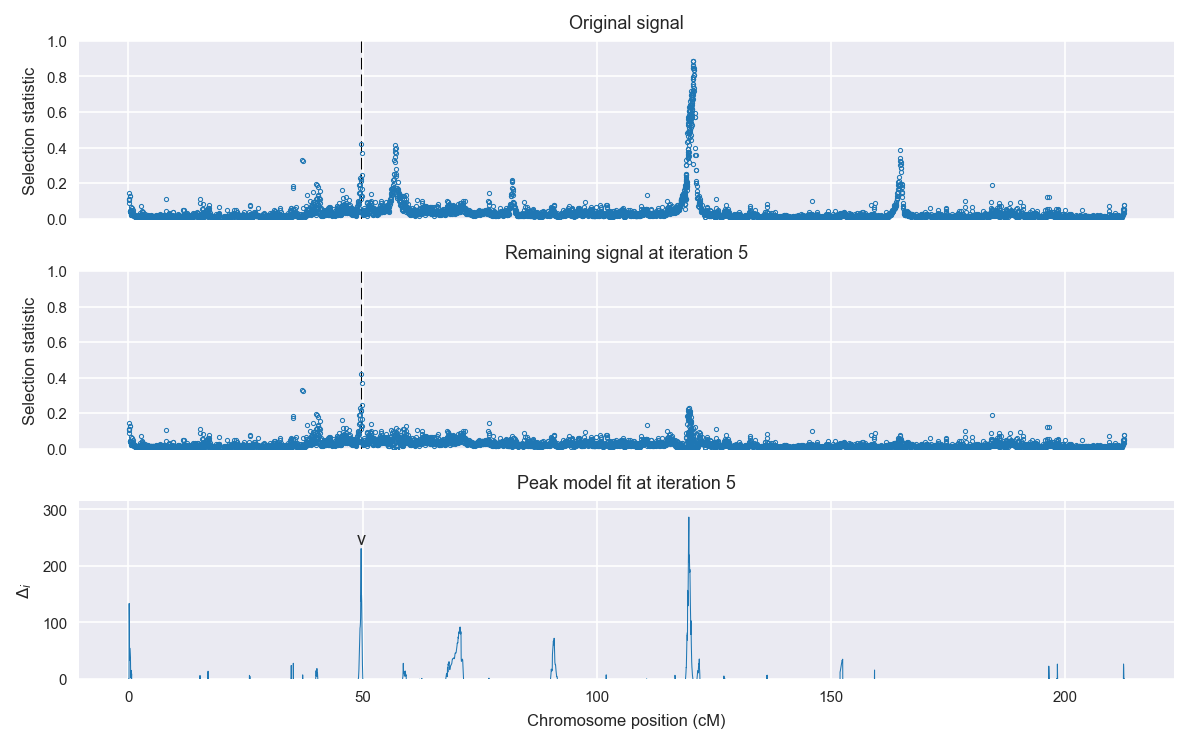 Original signal
1.0
0.8
0.6
0.4
0.2
0.0
Selection statistic
Remaining signal at iteration 5
1.0
0.8
0.6
0.4
0.2
0.0
Selection statistic
Peak model fit at iteration 5
300
200
100
0
Δi
v
0 50 100 150 200
Chromosome position (cM)